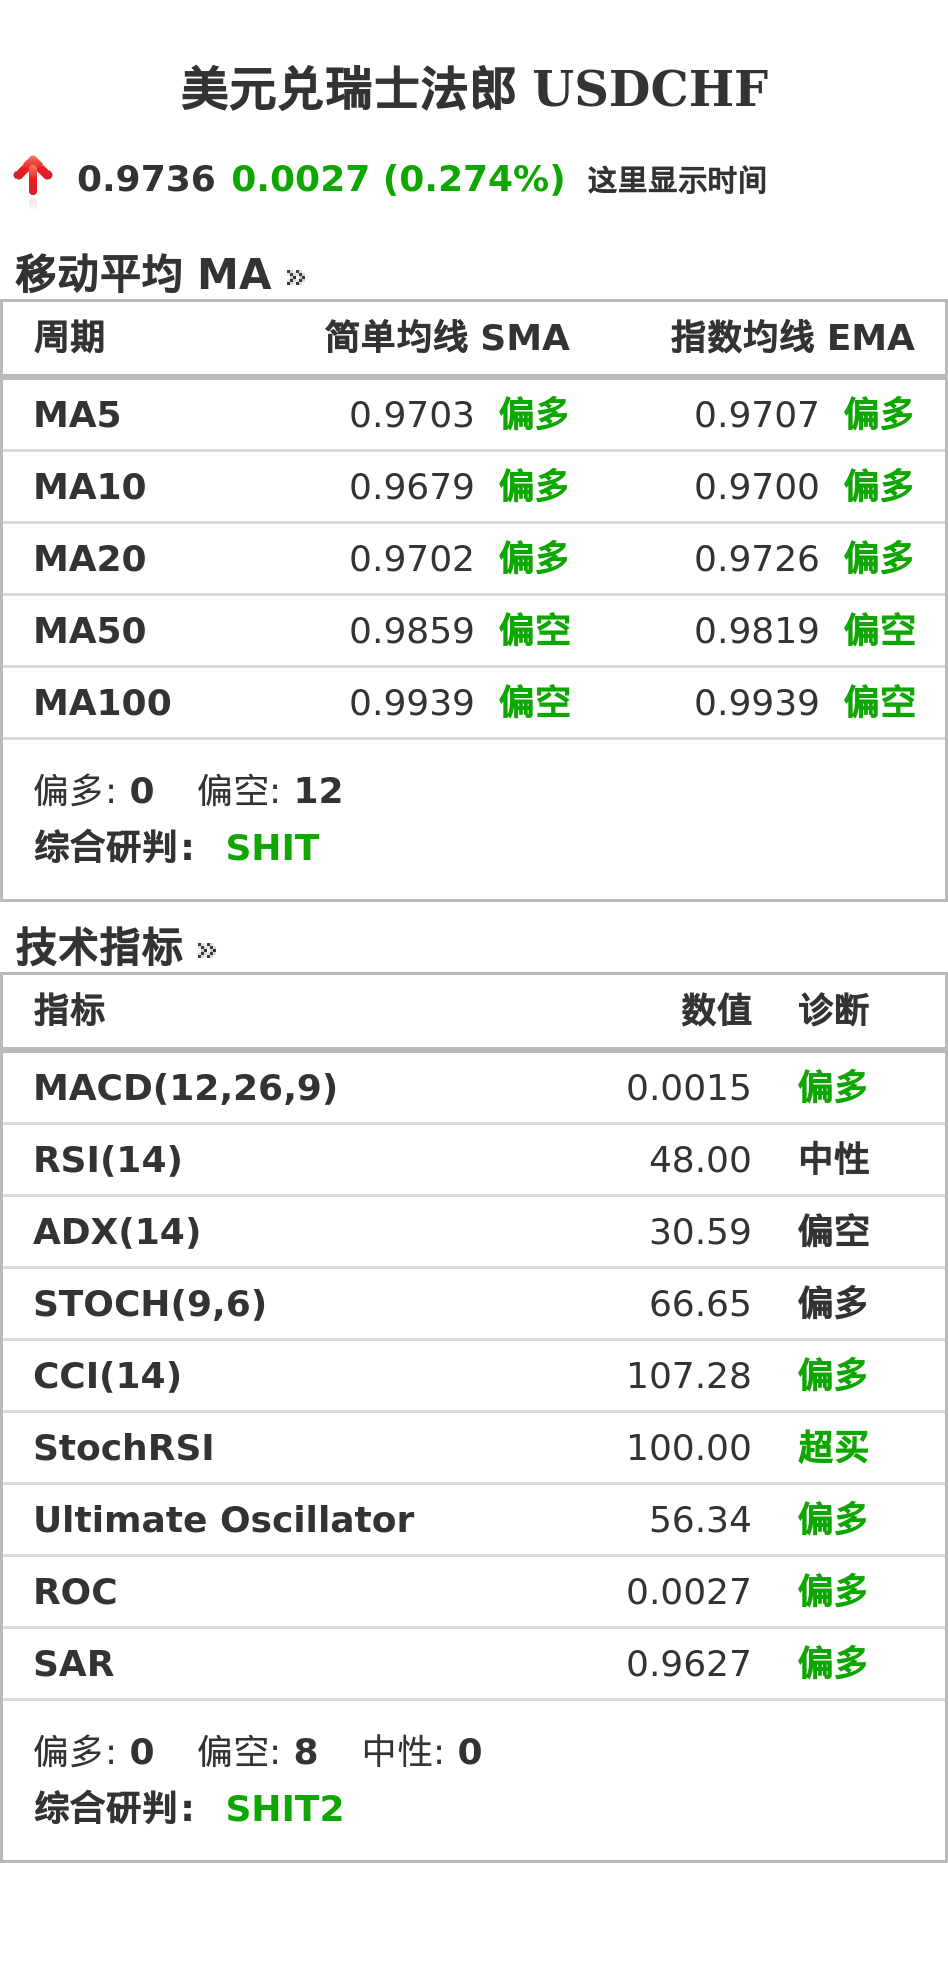 美元兑瑞士法郎 USDCHF
0.9736 0.0027 (0.274%) 这里显示时间
移动平均 MA »
周期 简单均线 SMA 指数均线 EMA
MA5 0.9703 偏多 0.9707 偏多
MA10 0.9679 偏多 0.9700 偏多
MA20 0.9702 偏多 0.9726 偏多
MA50 0.9859 偏空 0.9819 偏空
MA100 0.9939 偏空 0.9939 偏空
偏多: 0 偏空: 12
综合研判: SHIT
技术指标 »
指标 数值 诊断
MACD(12,26,9) 0.0015 偏多
RSI(14) 48.00 中性
ADX(14) 30.59 偏空
STOCH(9,6) 66.65 偏多
CCI(14) 107.28 偏多
StochRSI 100.00 超买
Ultimate Oscillator 56.34 偏多
ROC 0.0027 偏多
SAR 0.9627 偏多
偏多: 0 偏空: 8 中性: 0
综合研判: SHIT2